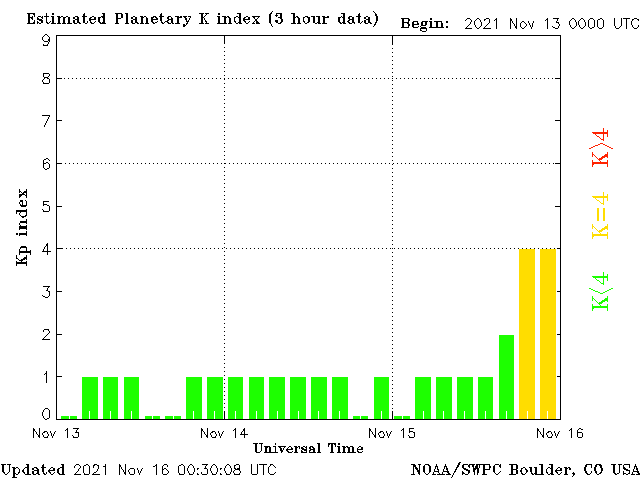 Estimated Planetary K index (3 hour data)
Begin: 2021 Nov 13 0000 UTC
9
8
7
6
5
4
3
2
1
0
Kp index
K>4
K=4
K<4
Nov 13
Nov 14
Nov 15
Nov 16
Universal Time
Updated 2021 Nov 16 00:30:08 UTC
NOAA/SWPC Boulder, CO USA